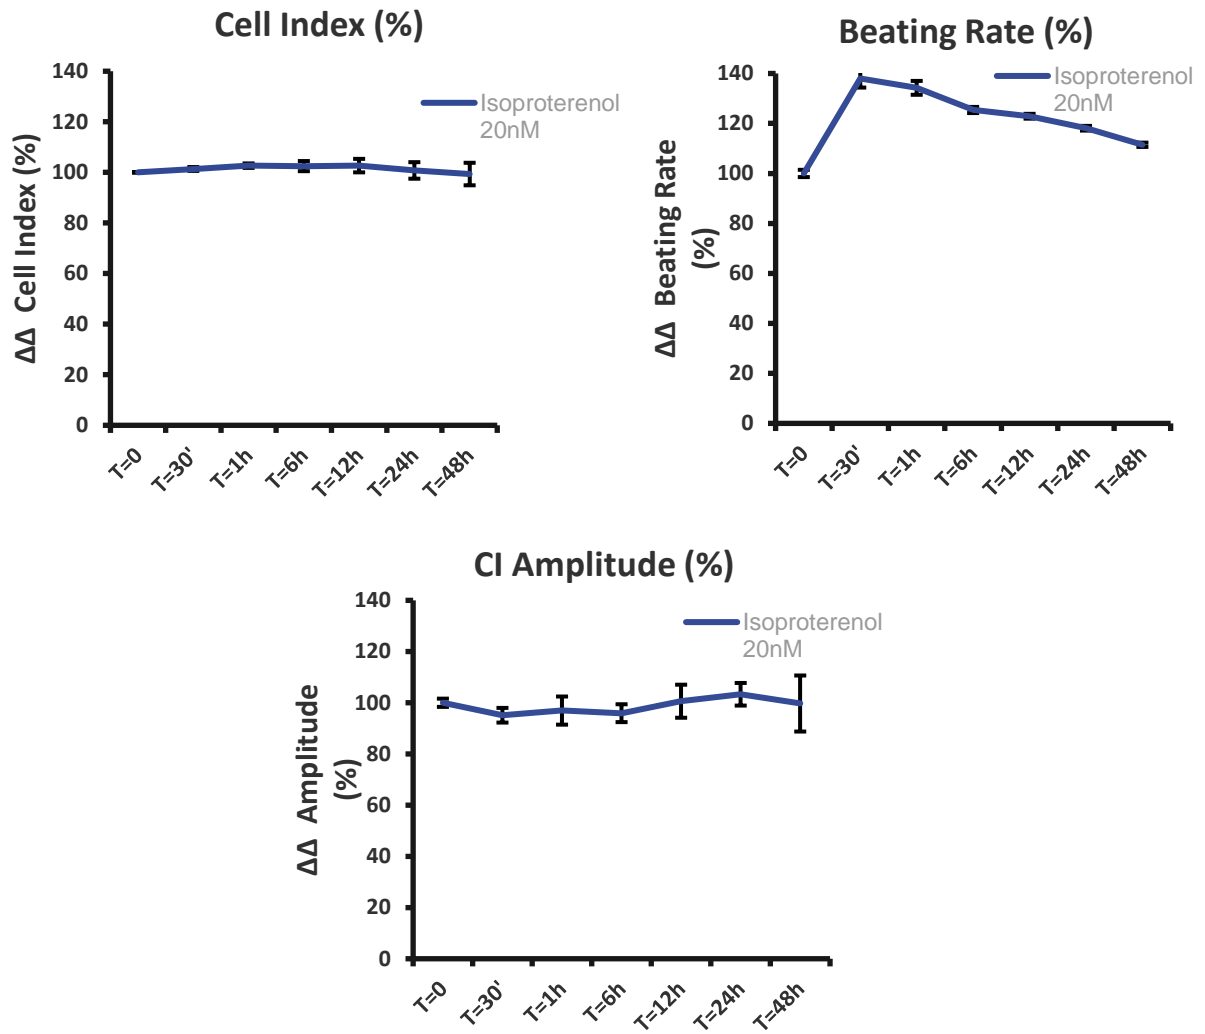 Cell Index (%)
ΔΔ Cell Index (%)
140
120
100
80
60
40
20
0
Isoproterenol
20nM
T=0
T=30'
T=1h
T=6h
T=12h
T=24h
T=48h
Beating Rate (%)
ΔΔ Beating Rate
(%)
140
120
100
80
60
40
20
0
Isoproterenol
20nM
T=0
T=30'
T=1h
T=6h
T=12h
T=24h
T=48h
CI Amplitude (%)
ΔΔ Amplitude
(%)
140
120
100
80
60
40
20
0
Isoproterenol
20nM
T=0
T=30'
T=1h
T=6h
T=12h
T=24h
T=48h